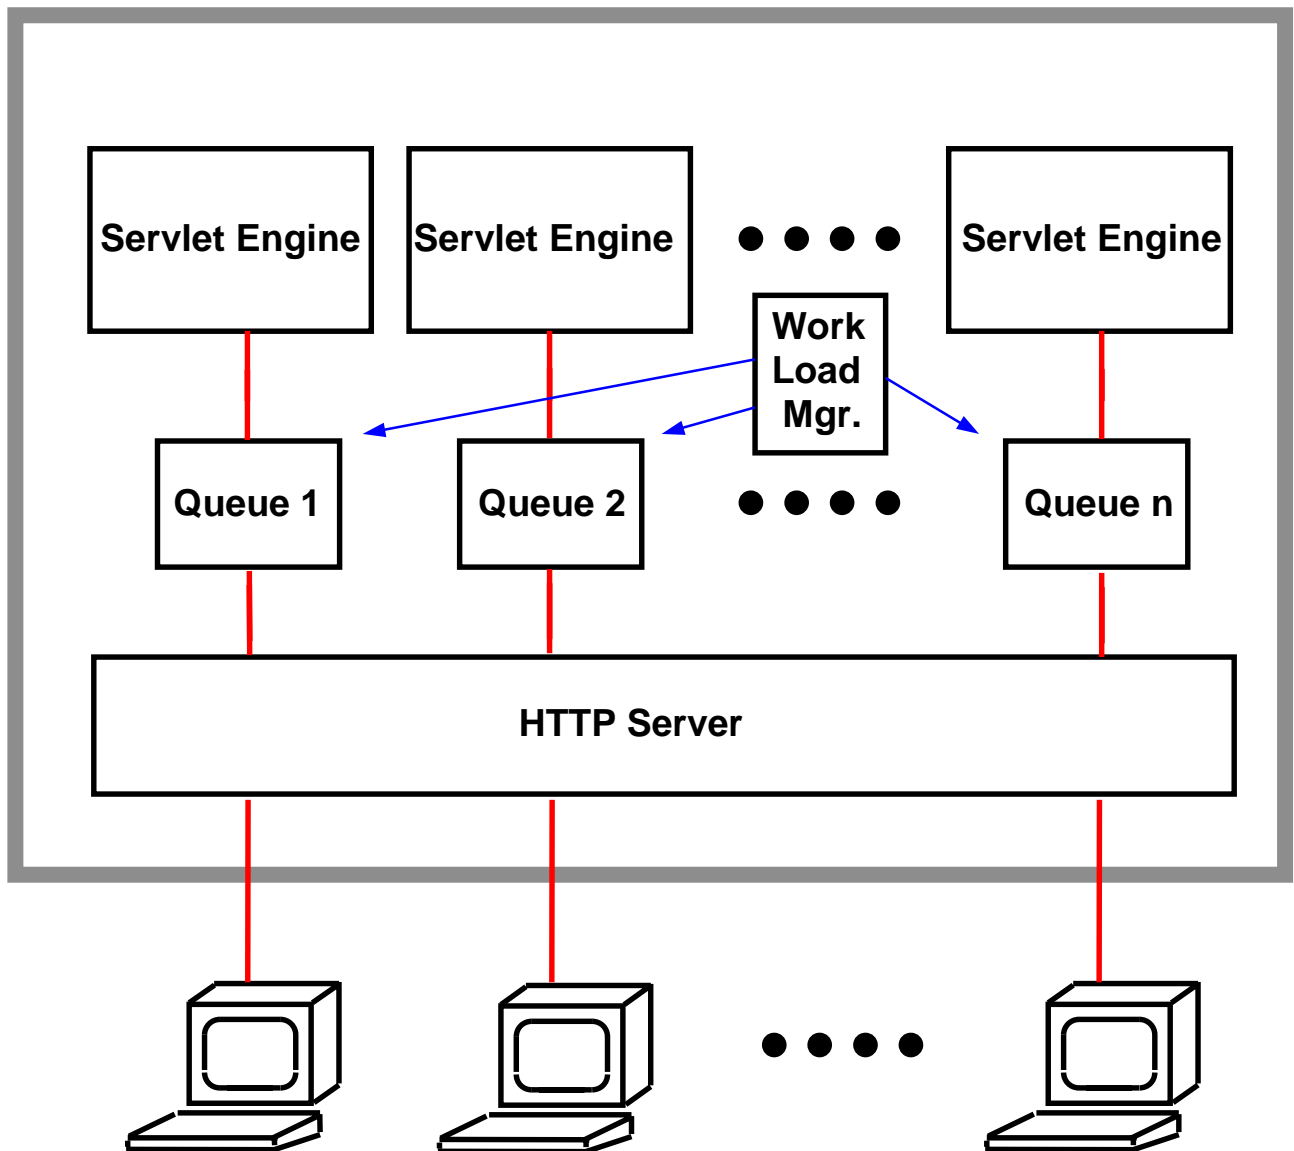 Servlet Engine
Servlet Engine
Servlet Engine
Work
Load
Mgr.
Queue 1
Queue 2
Queue n
HTTP Server